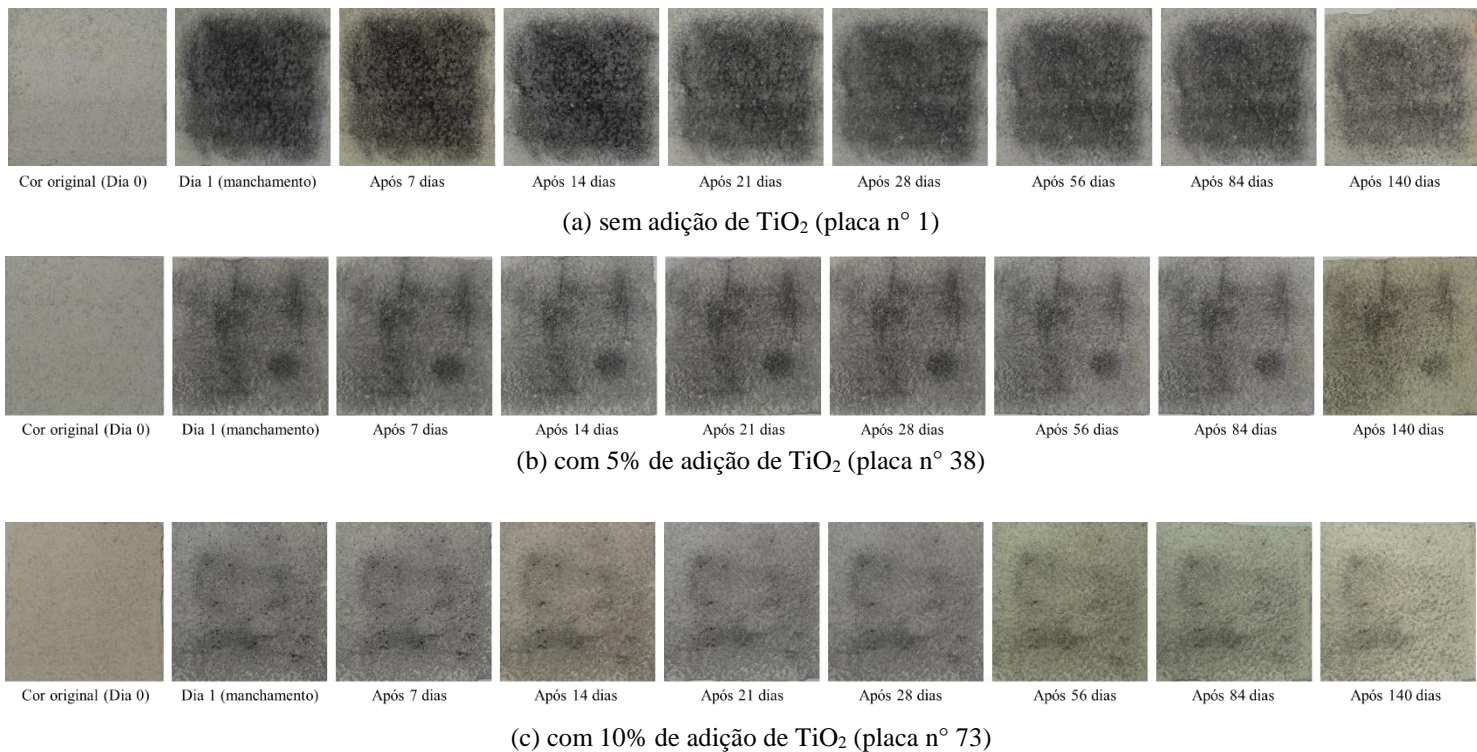 Cor original (Dia 0) Dia 1 (manchamento) Após 7 dias Após 14 dias Após 21 dias Após 28 dias Após 56 dias Após 84 dias Após 140 dias
(a) sem adição de TiO₂ (placa n° 1)
Cor original (Dia 0) Dia 1 (manchamento) Após 7 dias Após 14 dias Após 21 dias Após 28 dias Após 56 dias Após 84 dias Após 140 dias
(b) com 5% de adição de TiO₂ (placa n° 38)
Cor original (Dia 0) Dia 1 (manchamento) Após 7 dias Após 14 dias Após 21 dias Após 28 dias Após 56 dias Após 84 dias Após 140 dias
(c) com 10% de adição de TiO₂ (placa n° 73)